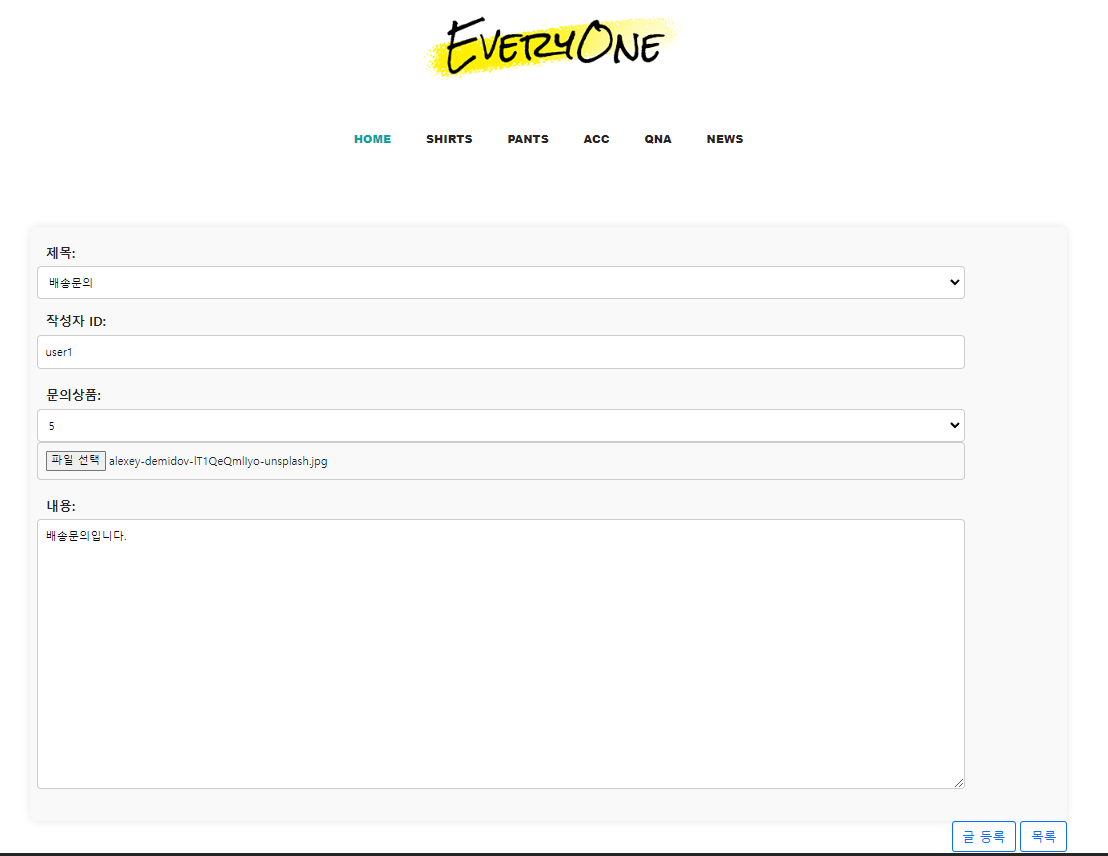 EveryOne
HOME SHIRTS PANTS ACC QNA NEWS
제목:
배송문의
작성자 ID:
user1
문의상품:
5
파일 선택 alexey-demidov-lT1QeQmlIyo-unsplash.jpg
내용:
배송문의입니다.
글 등록 목록